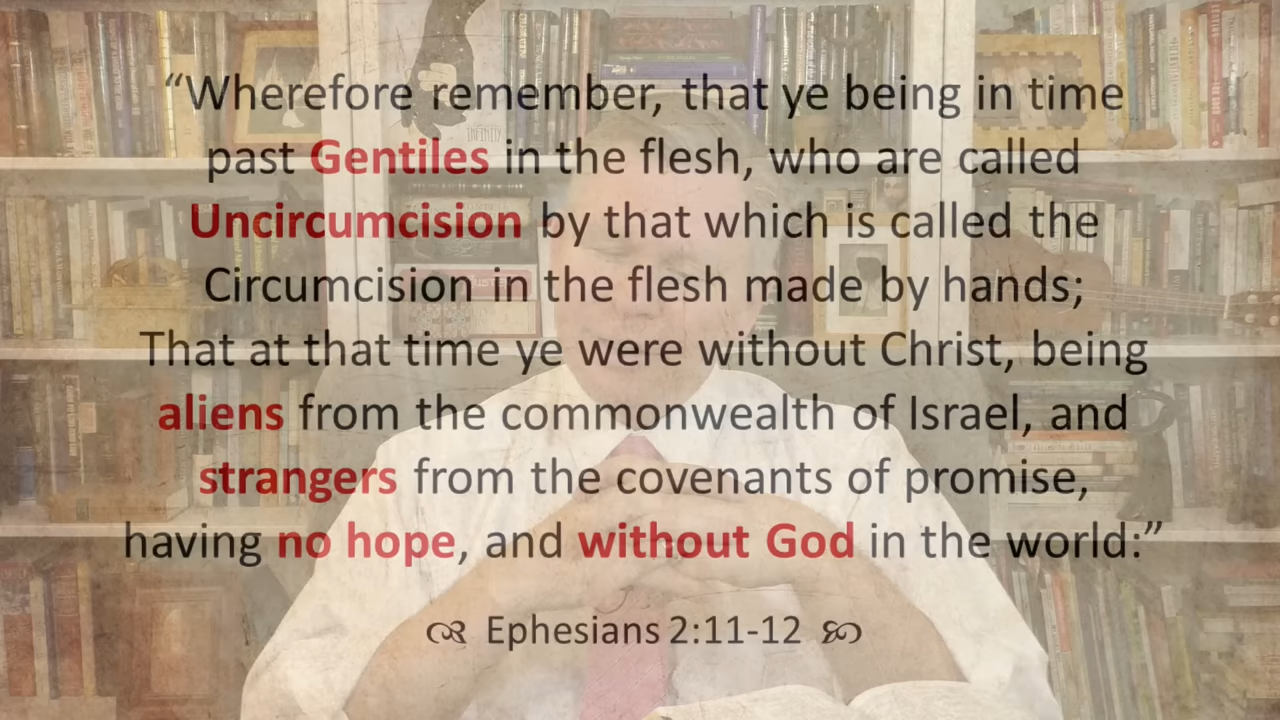 “Wherefore remember, that ye being in time
past Gentiles in the flesh, who are called
Uncircumcision by that which is called the
Circumcision in the flesh made by hands;
That at that time ye were without Christ, being
aliens from the commonwealth of Israel, and
strangers from the covenants of promise,
having no hope, and without God in the world:”
Ephesians 2:11-12
INFINITY